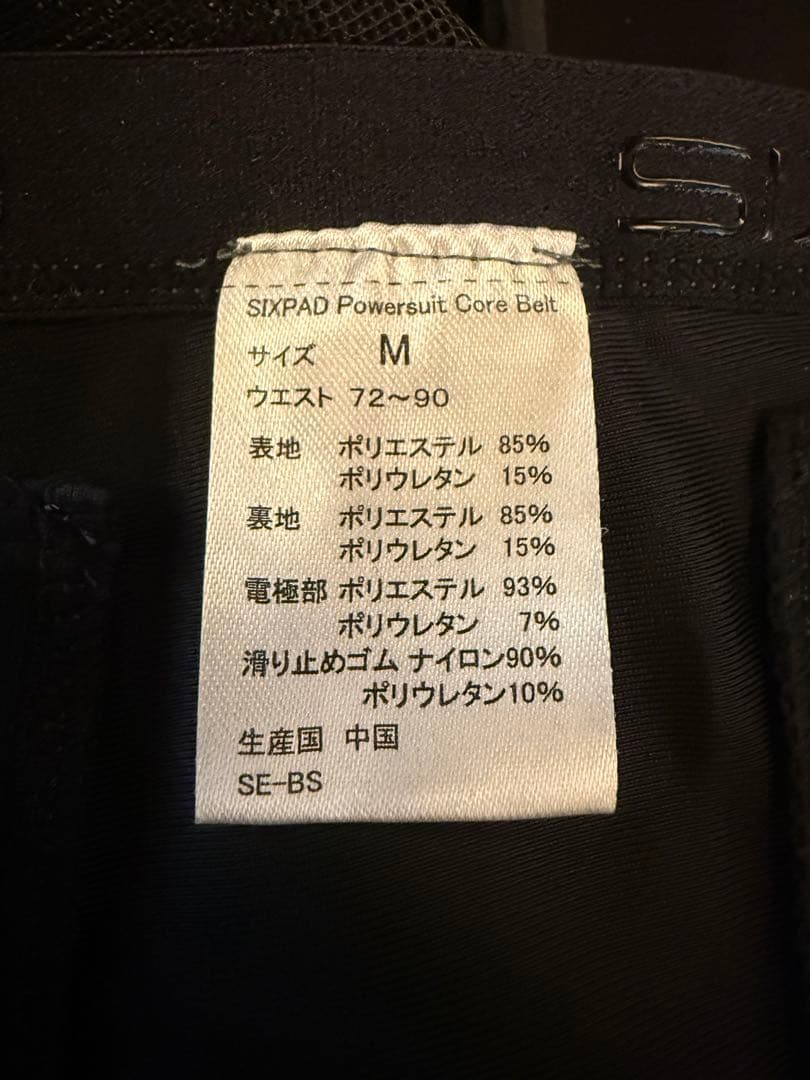 SIXPAD Powersuit Core Belt
サイズ M
ウエスト 72～90
表地 ポリエステル 85%
ポリウレタン 15%
裏地 ポリエステル 85%
ポリウレタン 15%
電極部 ポリエステル 93%
ポリウレタン 7%
滑り止めゴム ナイロン90%
ポリウレタン10%
生産国 中国
SE-BS